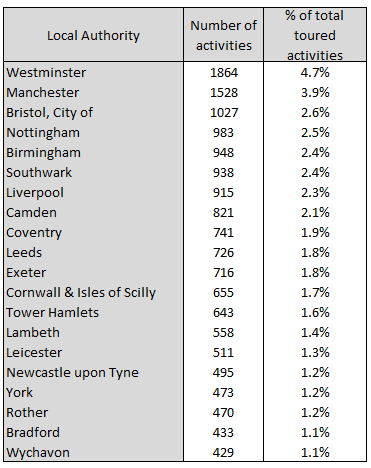 Local Authority Number of activities % of total toured activities
Westminster 1864 4.7%
Manchester 1528 3.9%
Bristol, City of 1027 2.6%
Nottingham 983 2.5%
Birmingham 948 2.4%
Southwark 938 2.4%
Liverpool 915 2.3%
Camden 821 2.1%
Coventry 741 1.9%
Leeds 726 1.8%
Exeter 716 1.8%
Cornwall & Isles of Scilly 655 1.7%
Tower Hamlets 643 1.6%
Lambeth 558 1.4%
Leicester 511 1.3%
Newcastle upon Tyne 495 1.2%
York 473 1.2%
Rother 470 1.2%
Bradford 433 1.1%
Wychavon 429 1.1%